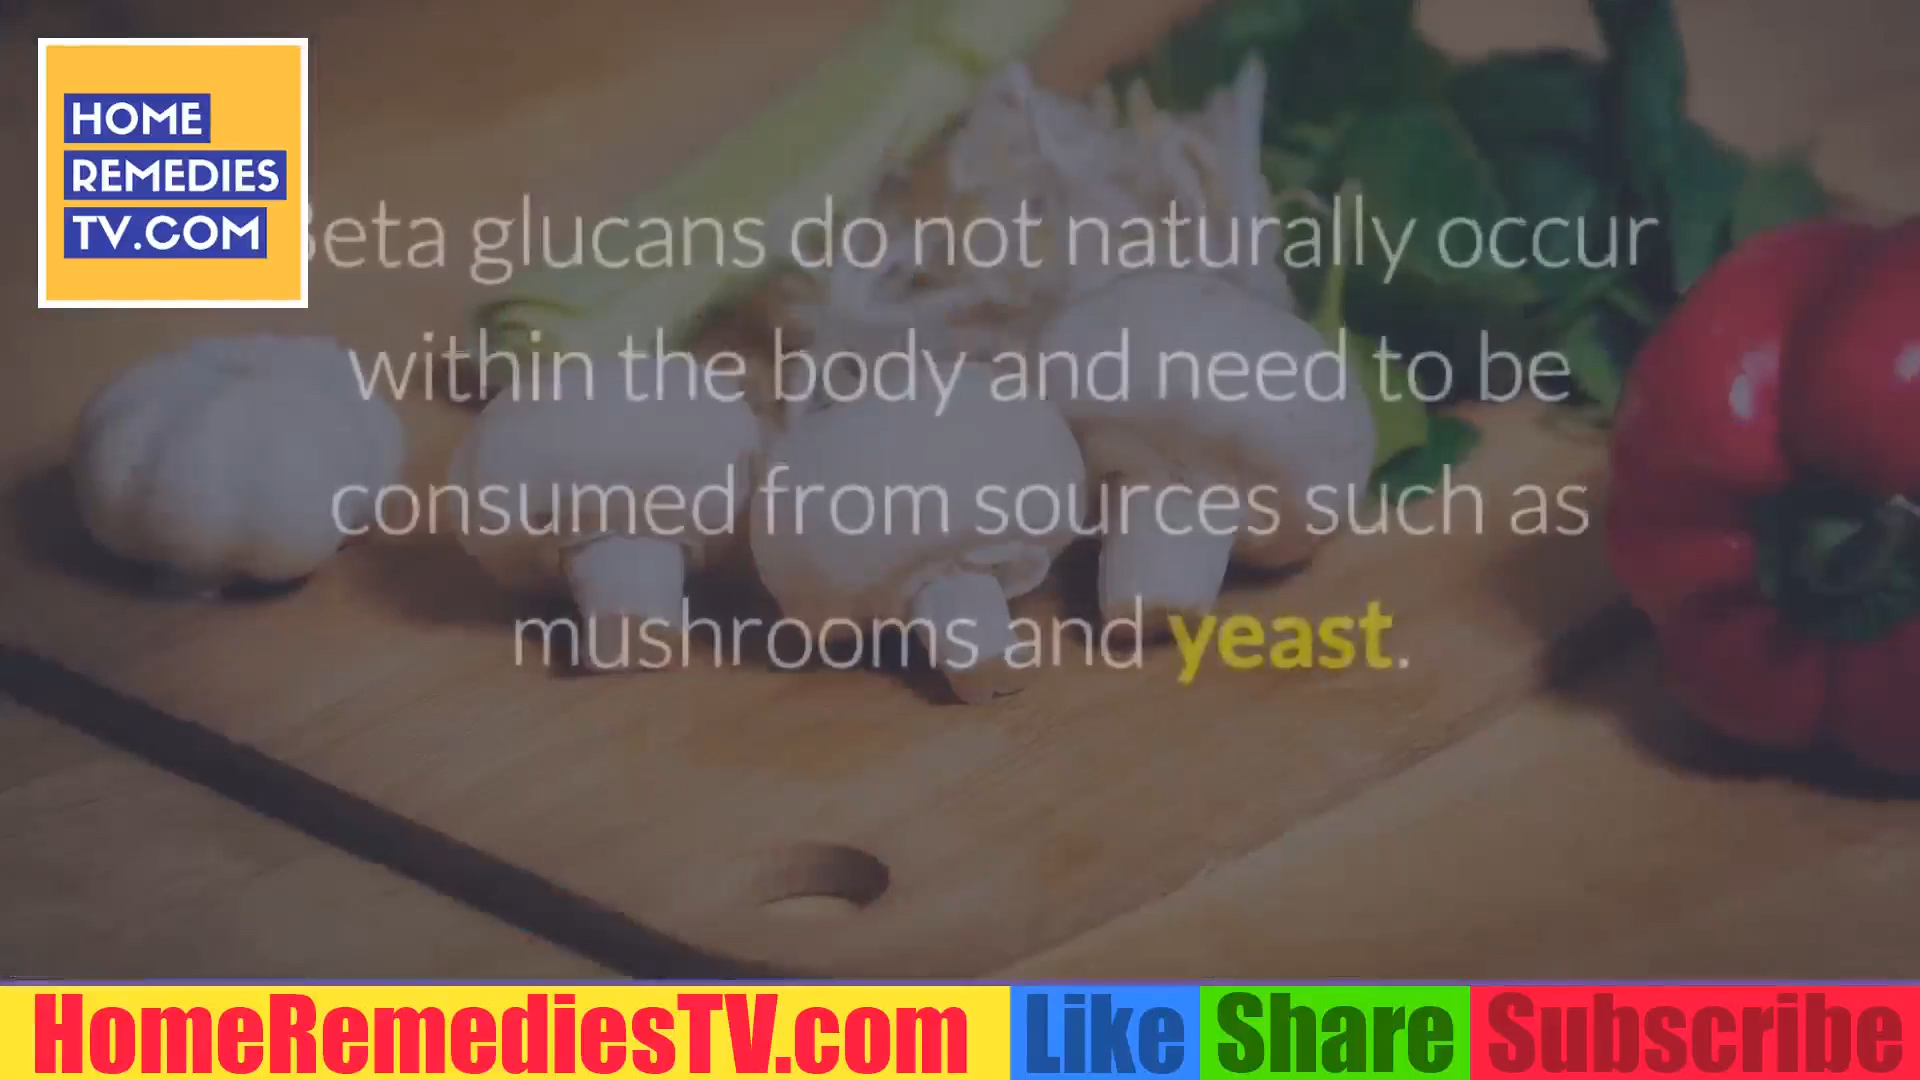 HOME
REMEDIES
TV.COM
Beta glucans do not naturally occur
within the body and need to be
consumed from sources such as
mushrooms and yeast.
HomeRemediesTV.com Like Share Subscribe